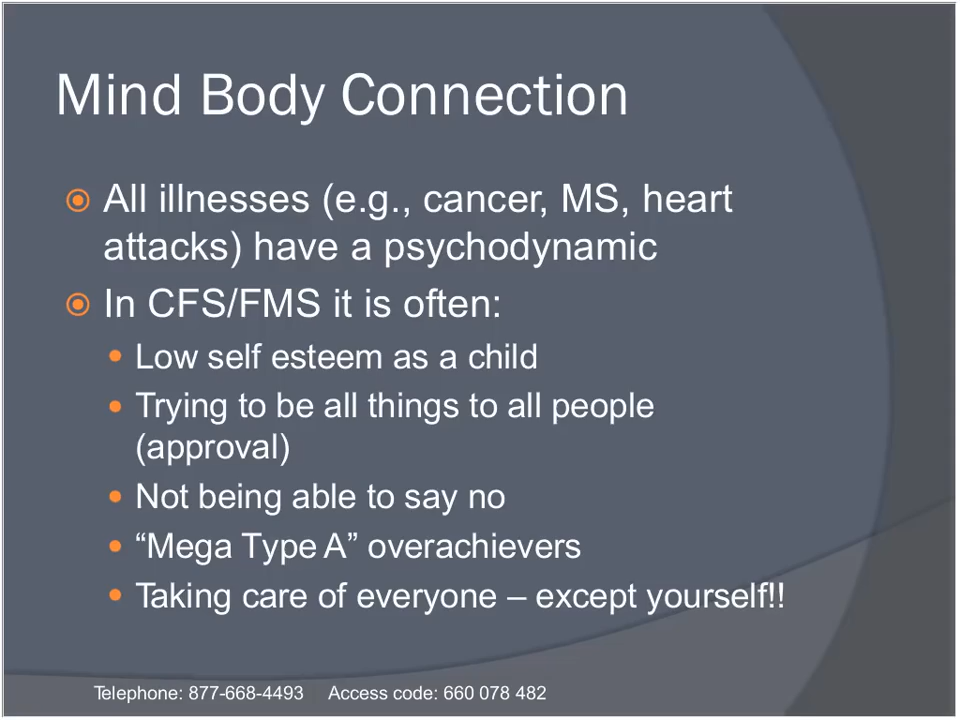 Mind Body Connection
All illnesses (e.g., cancer, MS, heart
attacks) have a psychodynamic
In CFS/FMS it is often:
Low self esteem as a child
Trying to be all things to all people
(approval)
Not being able to say no
“Mega Type A” overachievers
Taking care of everyone – except yourself!!
Telephone: 877-668-4493 Access code: 660 078 482